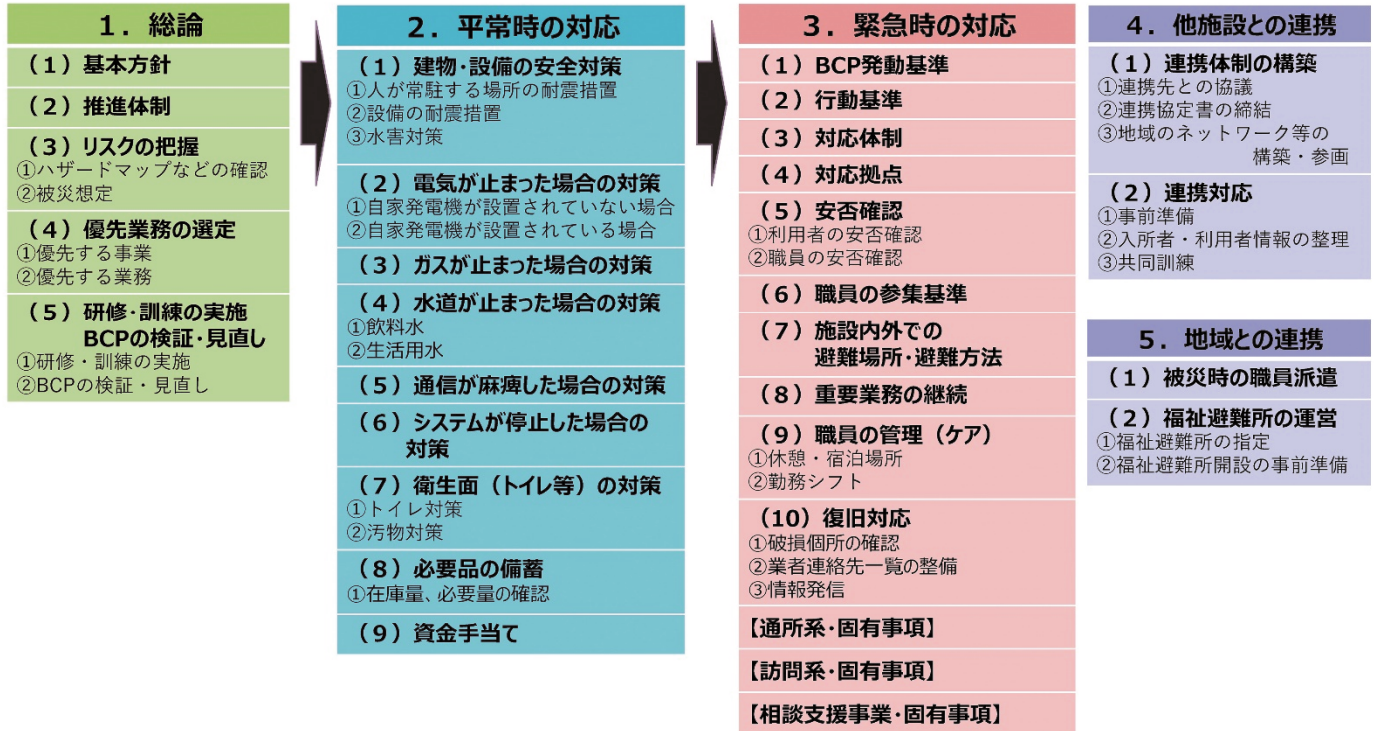 1．総論
（１）基本方針
（２）推進体制
（３）リスクの把握
①ハザードマップなどの確認
②被災想定
（４）優先業務の選定
①優先する事業
②優先する業務
（５）研修・訓練の実施
BCPの検証・見直し
①研修・訓練の実施
②BCPの検証・見直し
2．平常時の対応
（１）建物・設備の安全対策
①人が常駐する場所の耐震措置
②設備の耐震措置
③水害対策
（２）電気が止まった場合の対策
①自家発電機が設置されていない場合
②自家発電機が設置されている場合
（３）ガスが止まった場合の対策
（４）水道が止まった場合の対策
①飲料水
②生活用水
（５）通信が麻痺した場合の対策
（６）システムが停止した場合の
対策
（７）衛生面（トイレ等）の対策
①トイレ対策
②汚物対策
（８）必要品の備蓄
①在庫量、必要量の確認
（９）資金手当て
3．緊急時の対応
（１）BCP発動基準
（２）行動基準
（３）対応体制
（４）対応拠点
（５）安否確認
①利用者の安否確認
②職員の安否確認
（６）職員の参集基準
（７）施設内外での
避難場所・避難方法
（８）重要業務の継続
（９）職員の管理（ケア）
①休憩・宿泊場所
②勤務シフト
（10）復旧対応
①破損個所の確認
②業者連絡先一覧の整備
③情報発信
【通所系・固有事項】
【訪問系・固有事項】
【相談支援事業・固有事項】
4．他施設との連携
（１）連携体制の構築
①連携先との協議
②連携協定書の締結
③地域のネットワーク等の
構築・参画
（２）連携対応
①事前準備
②入所者・利用者情報の整理
③共同訓練
5．地域との連携
（１）被災時の職員派遣
（２）福祉避難所の運営
①福祉避難所の指定
②福祉避難所開設の事前準備